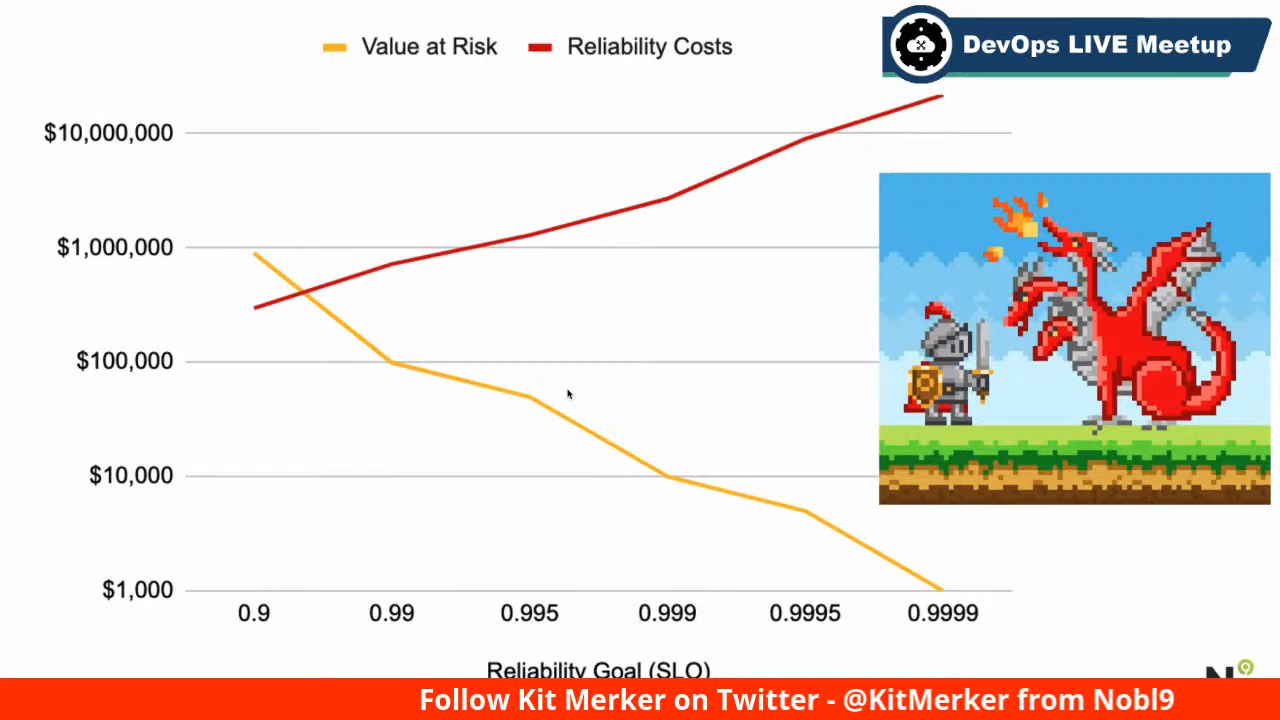 Value at Risk
Reliability Costs
DevOps LIVE Meetup
$10,000,000
$1,000,000
$100,000
$10,000
$1,000
0.9 0.99 0.995 0.999 0.9995 0.9999
Reliability Goal (SLO)
N9
Follow Kit Merker on Twitter - @KitMerker from Nobl9